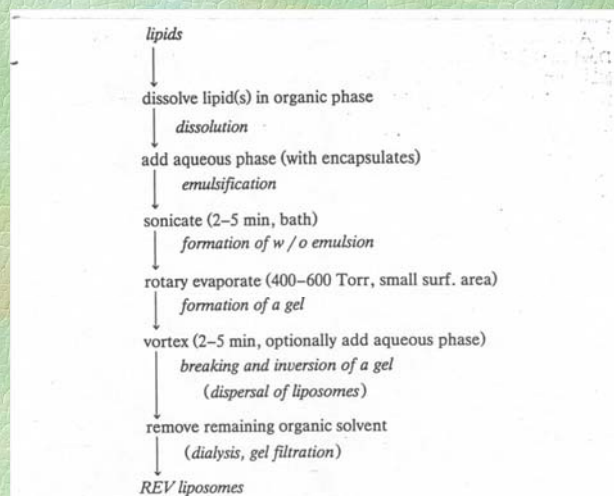 lipids
dissolve lipid(s) in organic phase
dissolution
add aqueous phase (with encapsulates)
emulsification
sonicate (2–5 min, bath)
formation of w / o emulsion
rotary evaporate (400–600 Torr, small surf. area)
formation of a gel
vortex (2–5 min, optionally add aqueous phase)
breaking and inversion of a gel
(dispersal of liposomes)
remove remaining organic solvent
(dialysis, gel filtration)
REV liposomes